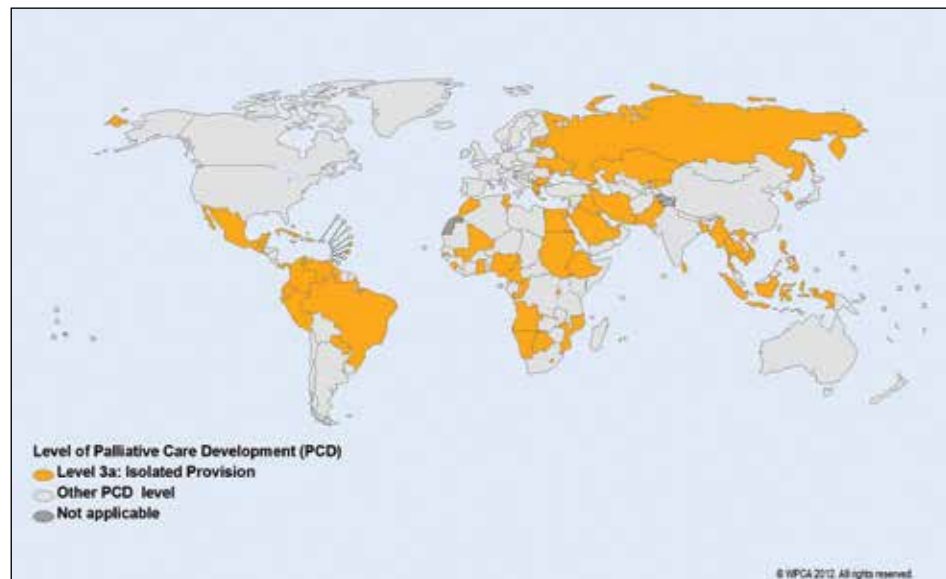 Level of Palliative Care Development (PCD)
Level 3a: Isolated Provision
Other PCD level
Not applicable
© WPCA 2012. All rights reserved.